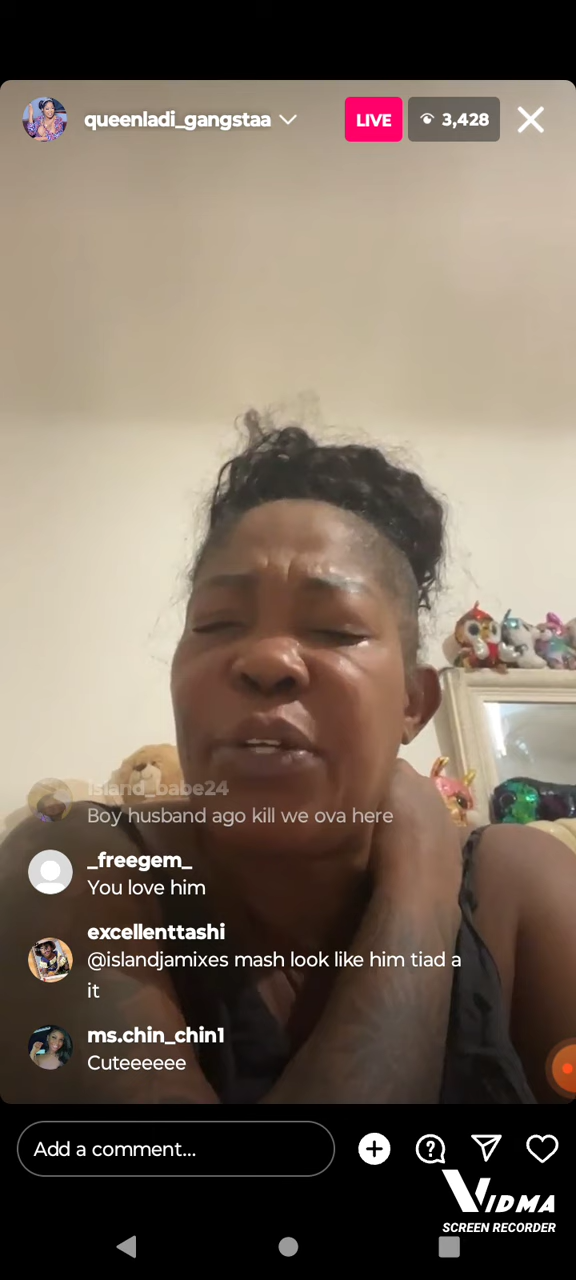 queenladi_gangstaa
LIVE
3,428
island_babe24
Boy husband ago kill we ova here
_freegem_
You love him
excellenttashi
@islandjamixes mash look like him tiad a
it
ms.chin_chin1
Cuteeeeee
Add a comment...
VIDMA
SCREEN RECORDER